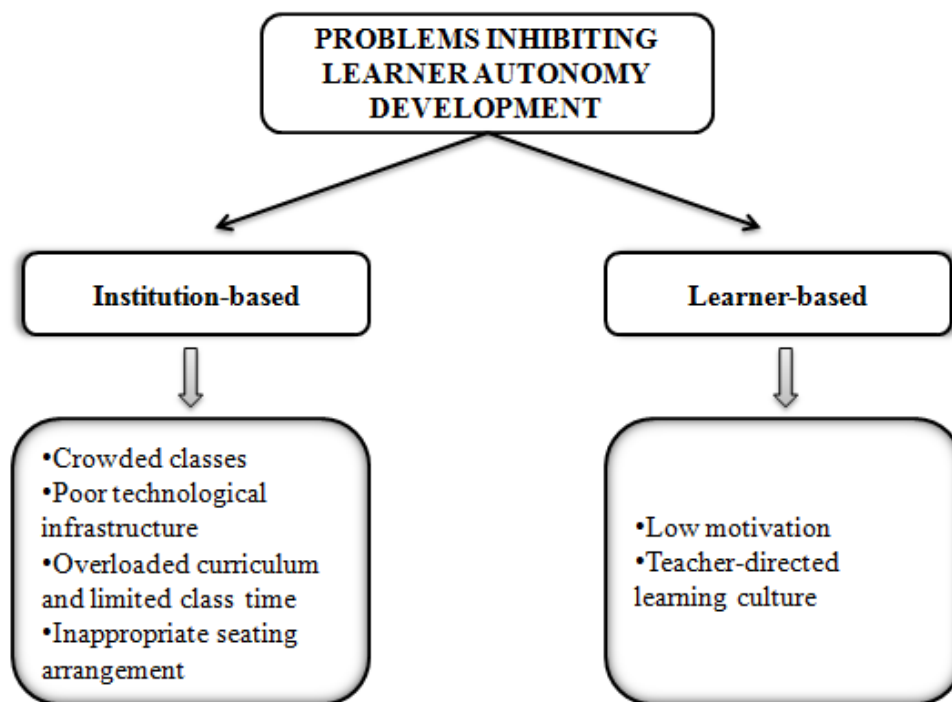 PROBLEMS INHIBITING
LEARNER AUTONOMY
DEVELOPMENT
Institution-based
Learner-based
•Crowded classes
•Poor technological
infrastructure
•Overloaded curriculum
and limited class time
•Inappropriate seating
arrangement
•Low motivation
•Teacher-directed
learning culture